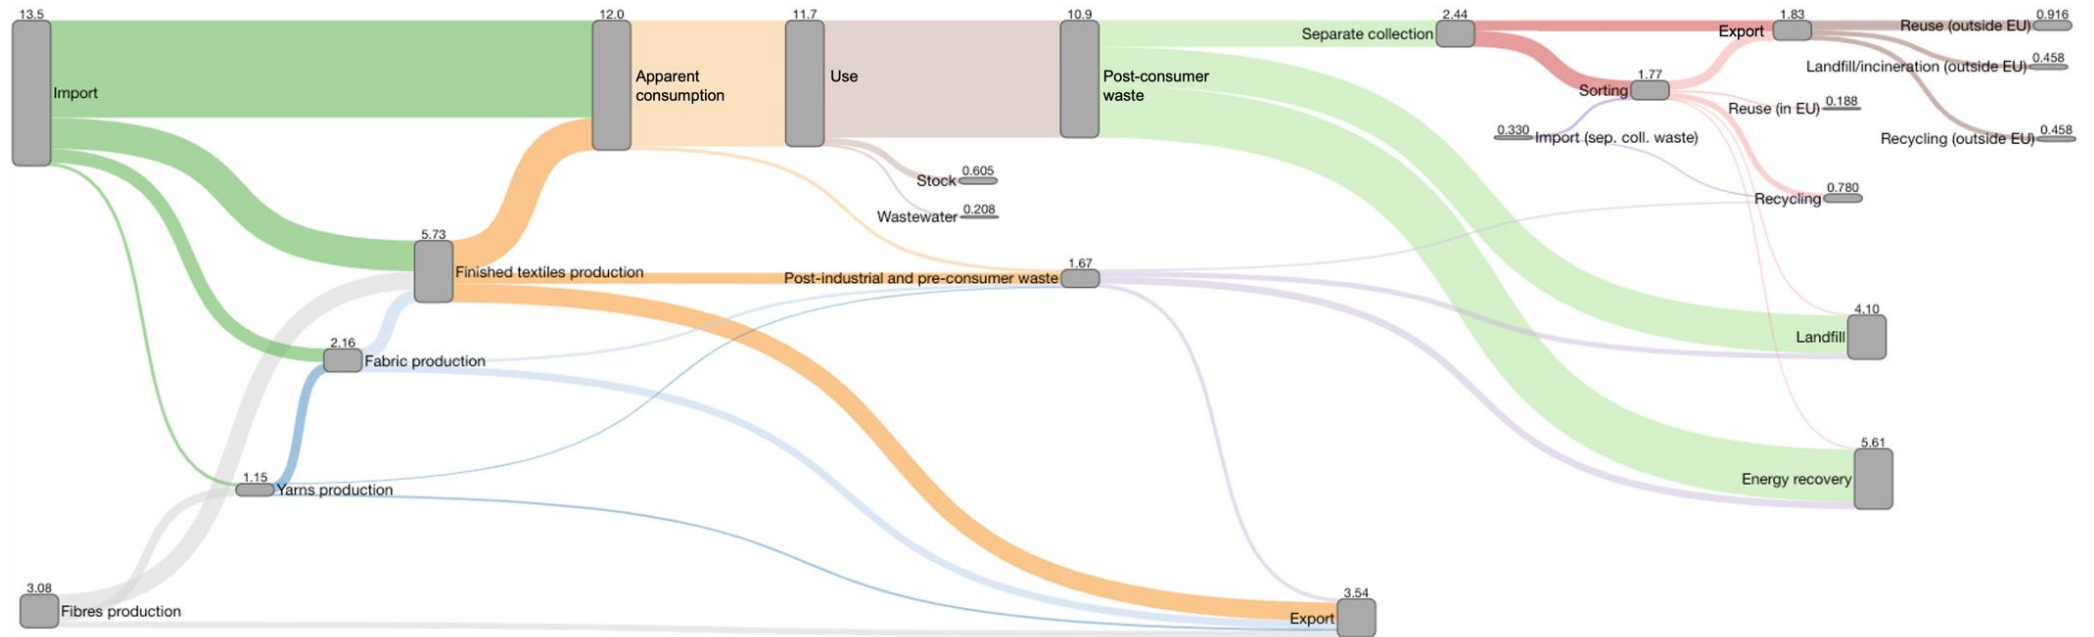 13.5
12.0
11.7
10.9
2.44
1.83
0.916
Import
Apparent
consumption
Use
Post-consumer
waste
Separate collection
Export
Reuse (outside EU)
0.458
Landfill/incineration (outside EU)
1.77
Sorting
0.188
Reuse (in EU)
0.330
Import (sep. coll. waste)
0.458
Recycling (outside EU)
0.605
Stock
0.780
Recycling
0.208
Wastewater
5.73
Finished textiles production
1.67
Post-industrial and pre-consumer waste
4.10
Landfill
2.16
Fabric production
5.61
Energy recovery
1.15
Yarns production
3.08
Fibres production
3.54
Export